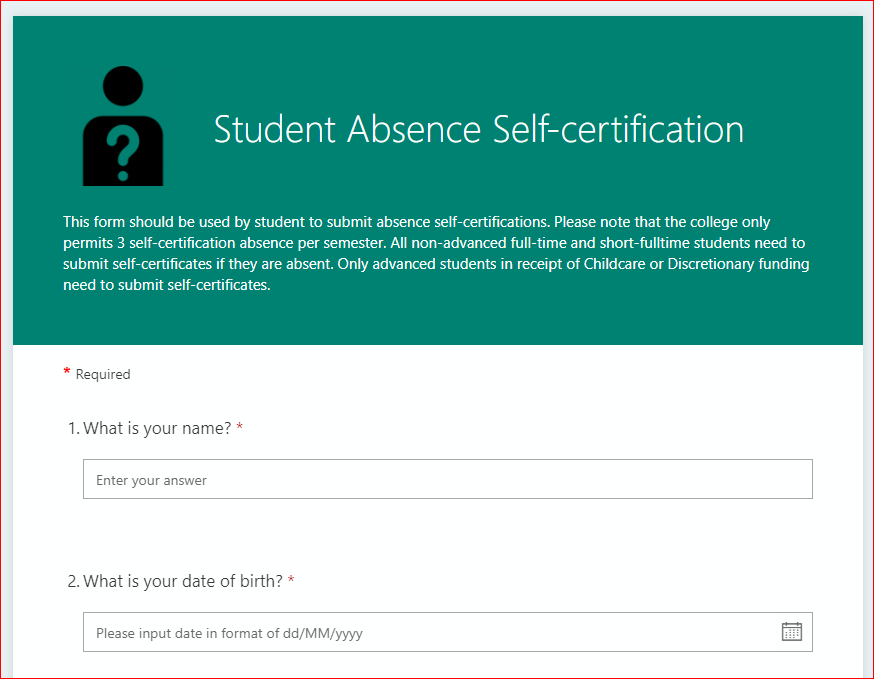 Student Absence Self-certification
This form should be used by student to submit absence self-certifications. Please note that the college only
permits 3 self-certification absence per semester. All non-advanced full-time and short-fulltime students need to
submit self-certificates if they are absent. Only advanced students in receipt of Childcare or Discretionary funding
need to submit self-certificates.
* Required
1. What is your name? *
Enter your answer
2. What is your date of birth? *
Please input date in format of dd/MM/yyyy